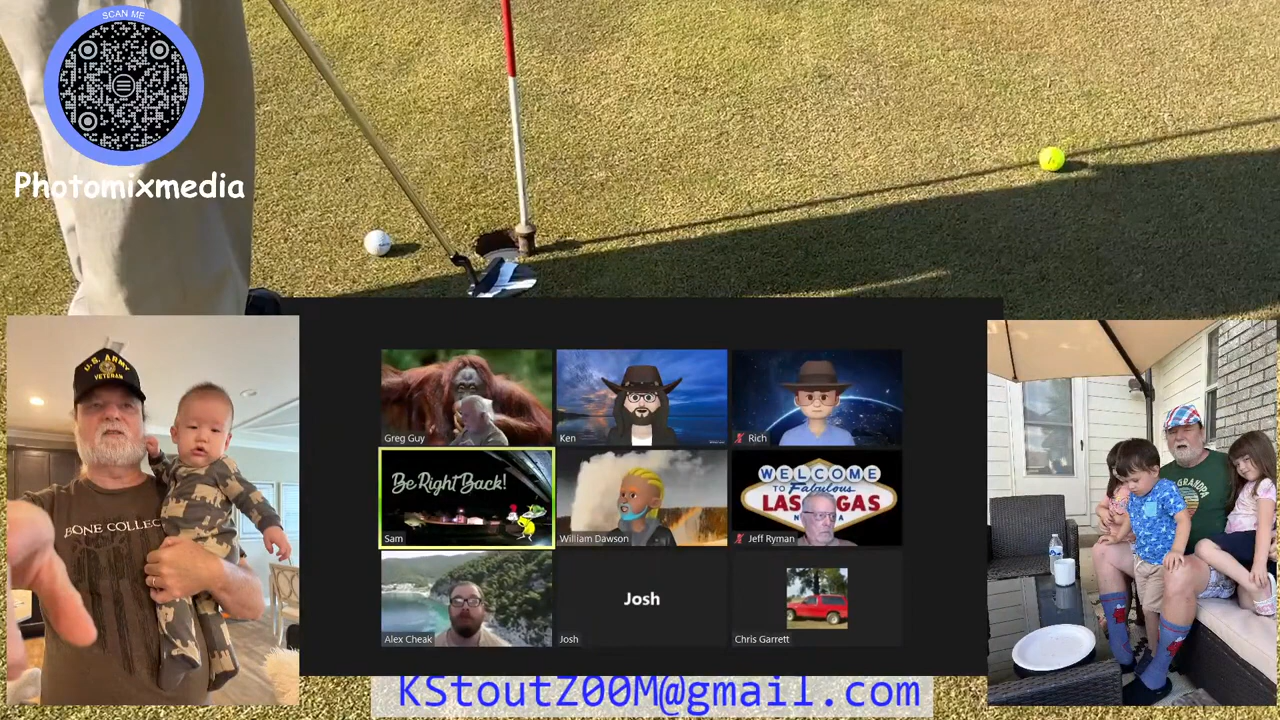 SCAN ME
Photomixmedia
U.S. ARMY
VETERAN
BONE COLLEC
Greg Guy
Ken
Rich
Be Right Back!
Sam
William Dawson
WELCOME
TO Fabulous
LAS VEGAS
Jeff Ryman
Alex Cheak
Josh
Josh
Chris Garrett
GRANDPA
KStoutZ00M@gmail.com